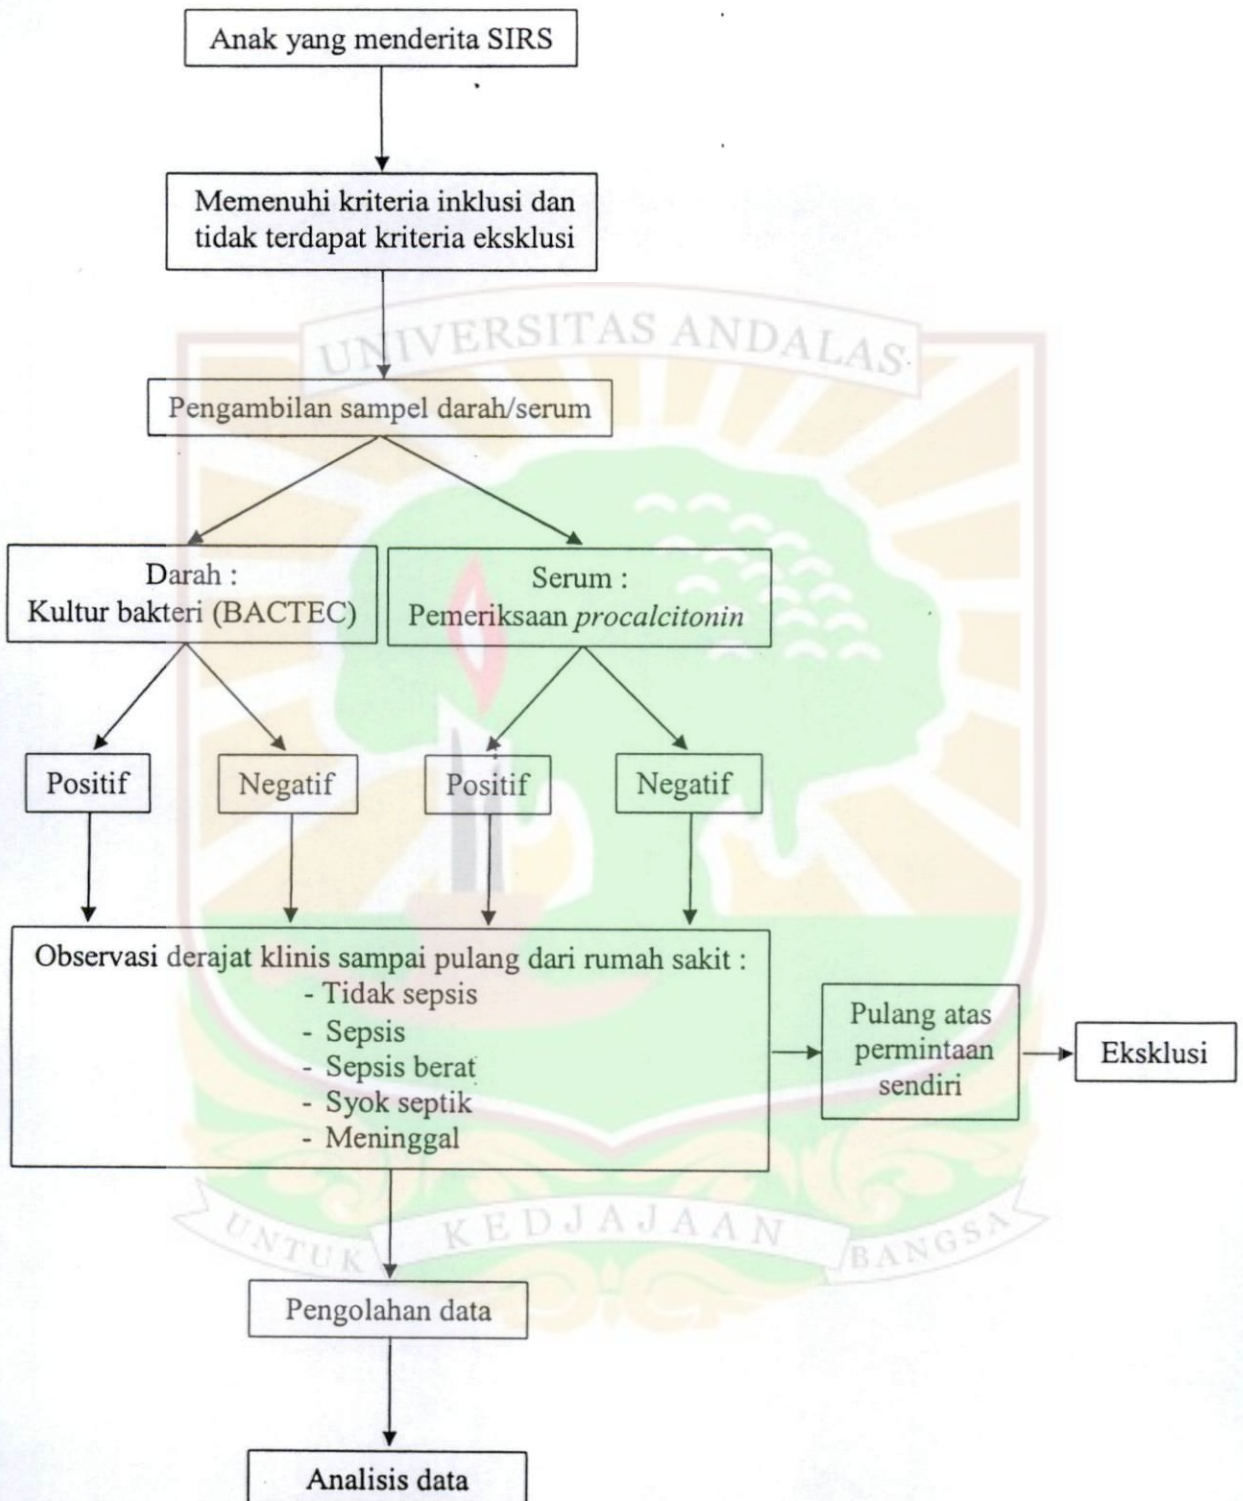 Anak yang menderita SIRS
Memenuhi kriteria inklusi dan
tidak terdapat kriteria eksklusi
UNIVERSITAS ANDALAS
Pengambilan sampel darah/serum
Darah :
Kultur bakteri (BACTEC)
Serum :
Pemeriksaan procalcitonin
Positif
Negatif
Positif
Negatif
Observasi derajat klinis sampai pulang dari rumah sakit :
- Tidak sepsis
- Sepsis
- Sepsis berat
- Syok septik
- Meninggal
Pulang atas
permintaan
sendiri
Eksklusi
UNTUK KEDJAJAAN BANGSA
Pengolahan data
Analisis data